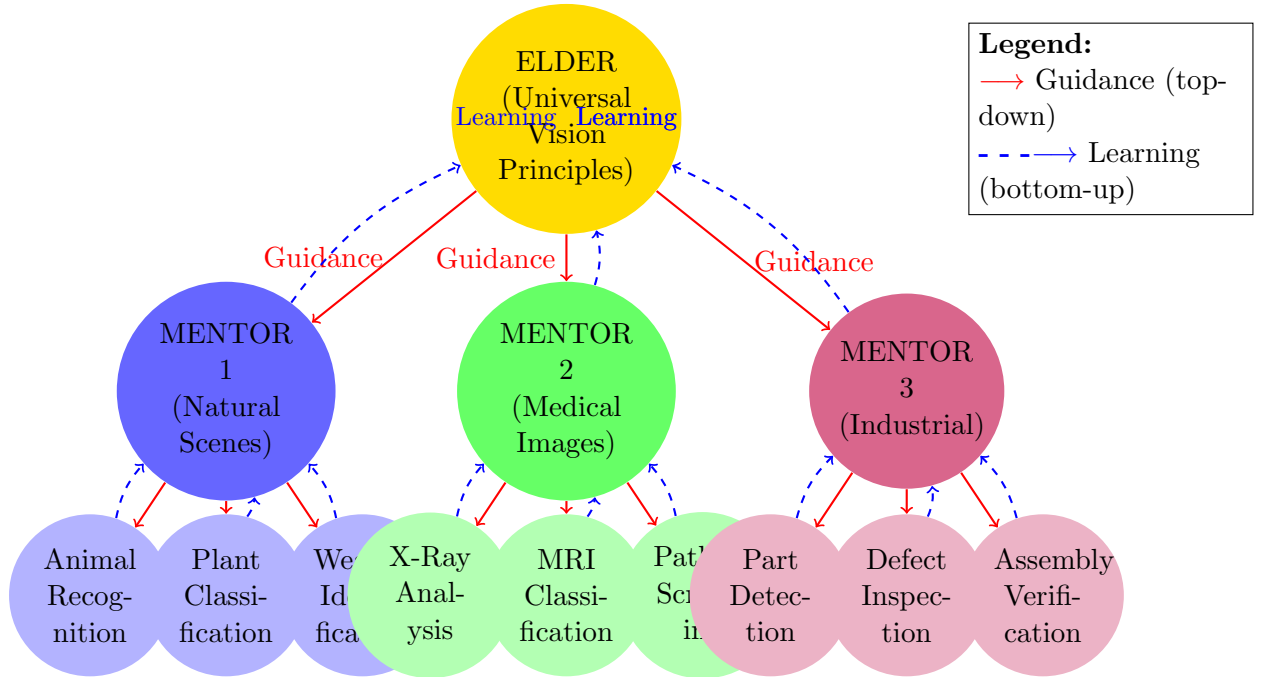 ELDER
(Universal
Vision
Principles)
Learning
Learning
Legend:
Guidance (top-
down)
Learning
(bottom-up)
Guidance
Guidance
Guidance
MENTOR
1
(Natural
Scenes)
MENTOR
2
(Medical
Images)
MENTOR
3
(Industrial)
Animal
Recog-
nition
Plant
Classi-
fication
X-Ray
Anal-
ysis
MRI
Classi-
fication
Part
Detec-
tion
Defect
Inspec-
tion
Assembly
Verifi-
cation